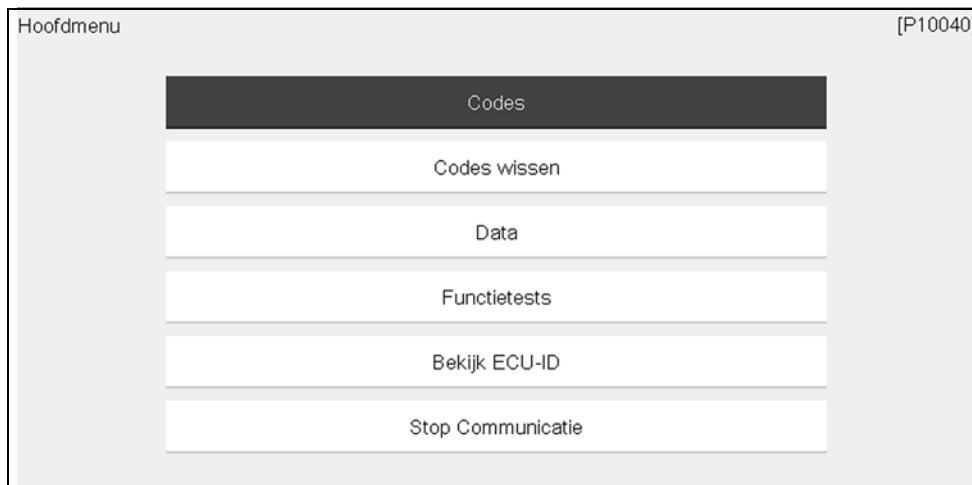 Hoofdmenu
[P10040]
Codes
Codes wissen
Data
Functietests
Bekijk ECU-ID
Stop Communicatie